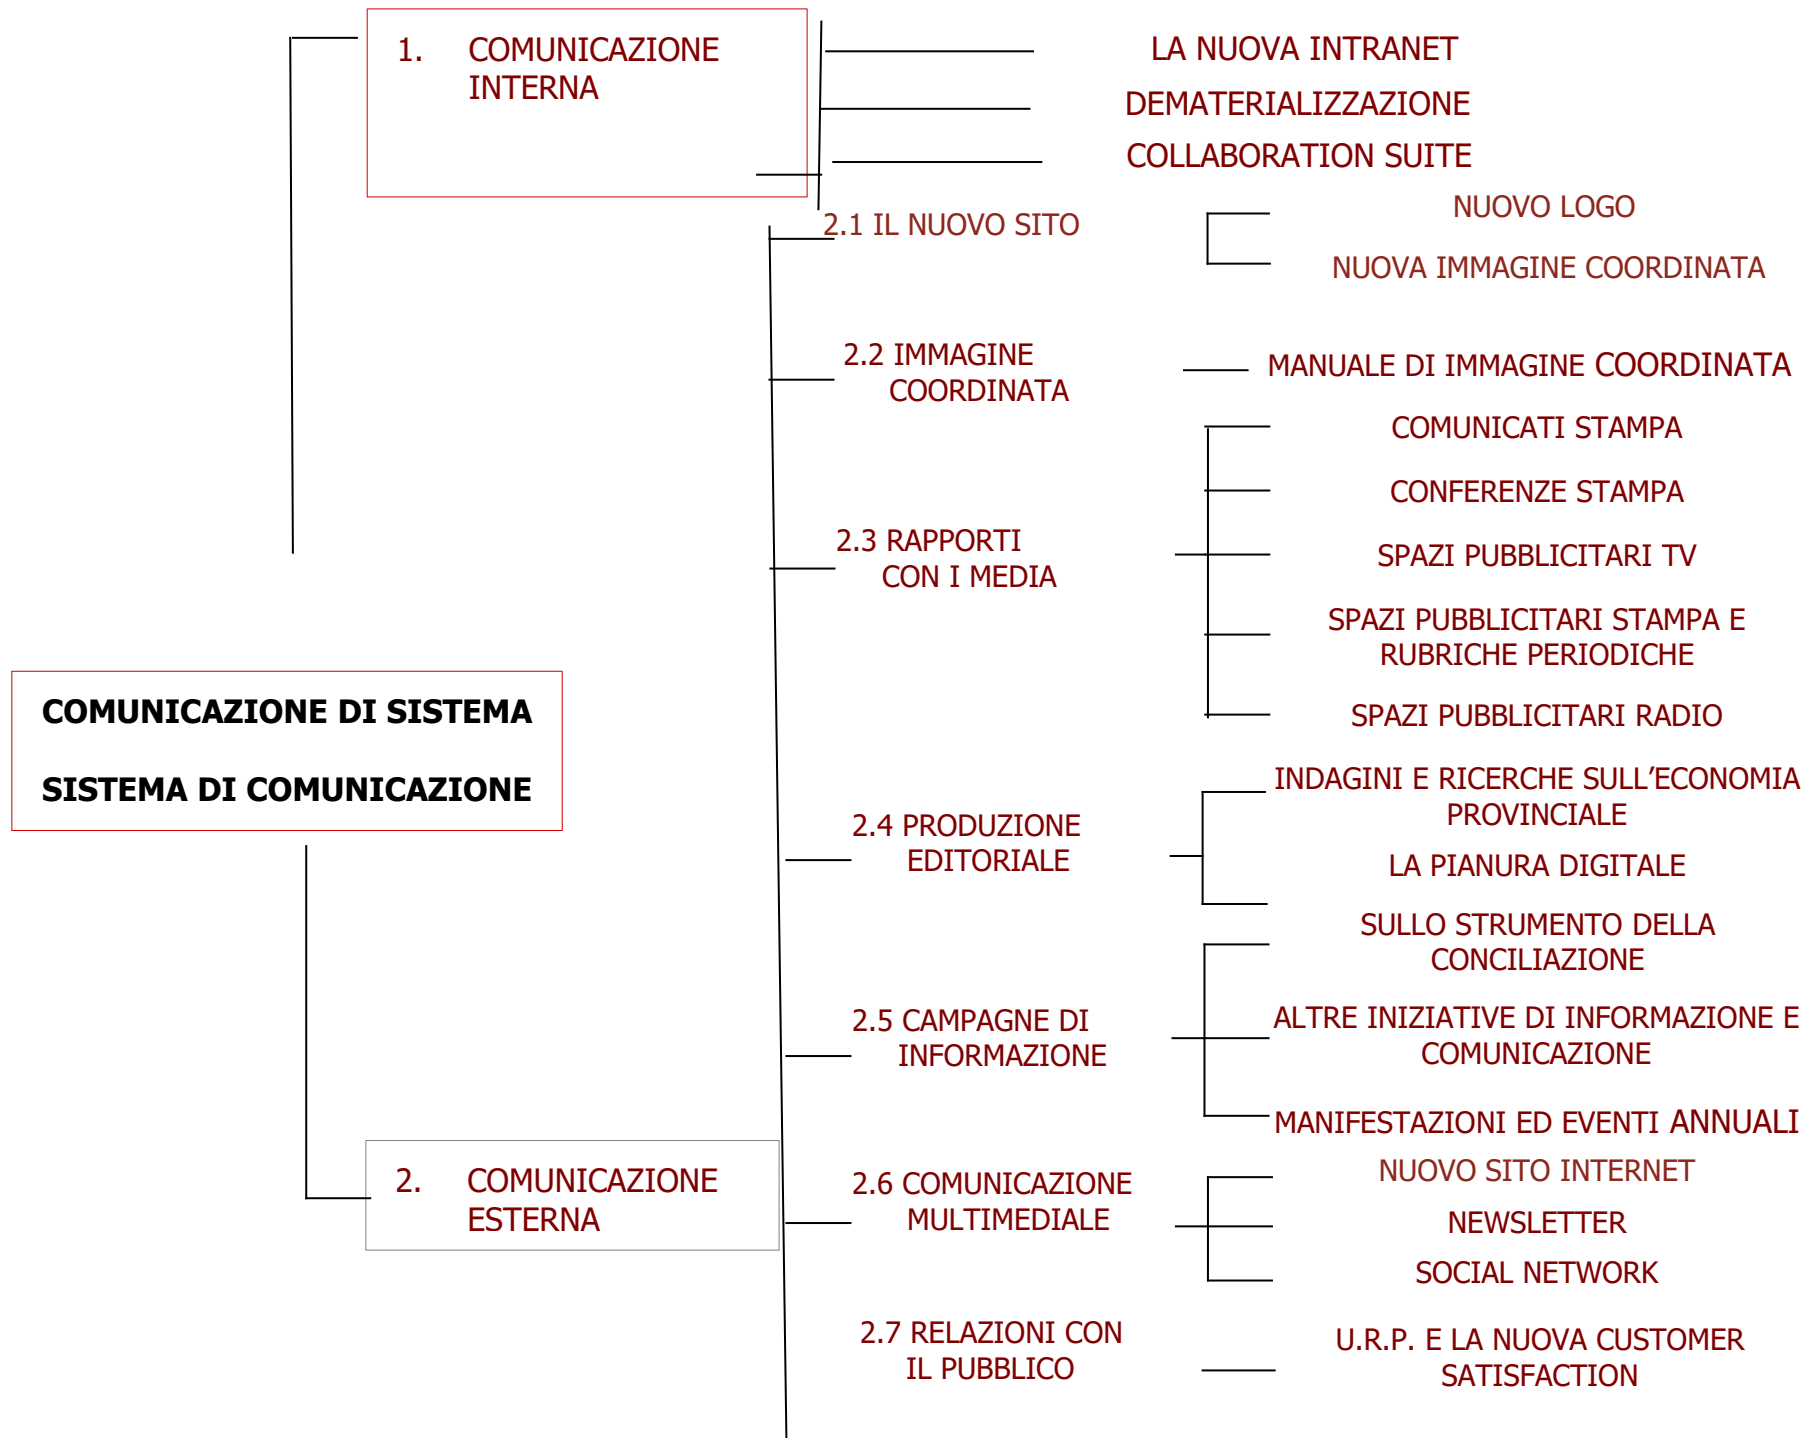 1. COMUNICAZIONE
INTERNA
LA NUOVA INTRANET
DEMATERIALIZZAZIONE
COLLABORATION SUITE
2.1 IL NUOVO SITO
NUOVO LOGO
NUOVA IMMAGINE COORDINATA
2.2 IMMAGINE
COORDINATA
MANUALE DI IMMAGINE COORDINATA
2.3 RAPPORTI
CON I MEDIA
COMUNICATI STAMPA
CONFERENZE STAMPA
SPAZI PUBBLICITARI TV
SPAZI PUBBLICITARI STAMPA E
RUBRICHE PERIODICHE
SPAZI PUBBLICITARI RADIO
COMUNICAZIONE DI SISTEMA
SISTEMA DI COMUNICAZIONE
2.4 PRODUZIONE
EDITORIALE
INDAGINI E RICERCHE SULL’ECONOMIA
PROVINCIALE
LA PIANURA DIGITALE
2.5 CAMPAGNE DI
INFORMAZIONE
SULLO STRUMENTO DELLA
CONCILIAZIONE
ALTRE INIZIATIVE DI INFORMAZIONE E
COMUNICAZIONE
MANIFESTAZIONI ED EVENTI ANNUALI
2. COMUNICAZIONE
ESTERNA
2.6 COMUNICAZIONE
MULTIMEDIALE
NUOVO SITO INTERNET
NEWSLETTER
SOCIAL NETWORK
2.7 RELAZIONI CON
IL PUBBLICO
U.R.P. E LA NUOVA CUSTOMER
SATISFACTION